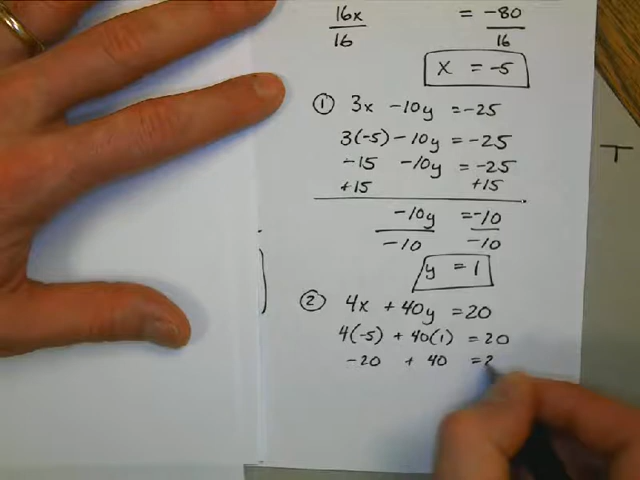 16x = -80
16 16
x = -5
① 3x -10y = -25
3(-5) -10y = -25
-15 -10y = -25
+15 +15
-10y = -10
-10 -10
y = 1
② 4x + 40y = 20
4(-5) + 40(1) = 20
-20 + 40 = 2